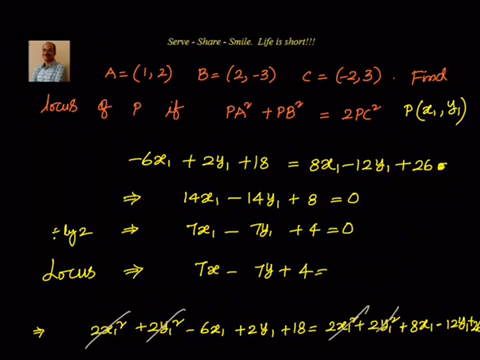 Serve - Share - Smile. Life is short!!!
A = (1, 2) B = (2, -3) C = (-2, 3) . Find
locus of P if PA² + PB² = 2PC² P(x₁, y₁)
-6x₁ + 2y₁ + 18 = 8x₁ - 12y₁ + 26
⇒ 14x₁ - 14y₁ + 8 = 0
÷ by 2 ⇒ 7x₁ - 7y₁ + 4 = 0
Locus ⇒ 7x - 7y + 4 =
⇒ 2x₁² + 2y₁² - 6x₁ + 2y₁ + 18 = 2x₁² + 2y₁² + 8x₁ - 12y₁ + 26